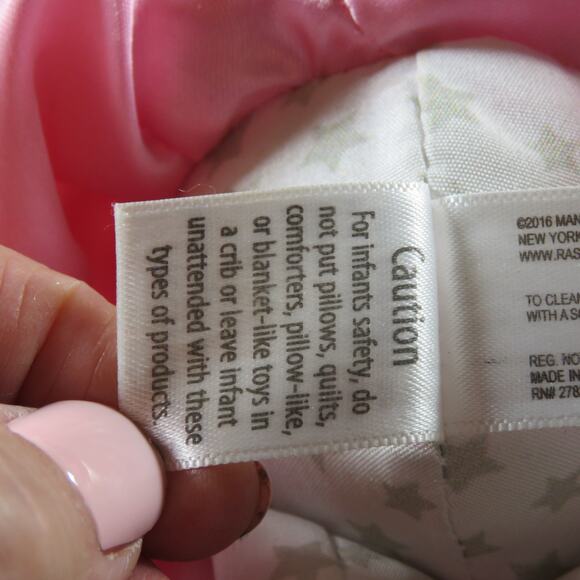 Caution
For infants safety, do
not put pillows, quilts,
comforters, pillow-like,
or blanket-like toys in
a crib or leave infant
unattended with these
types of products.
©2016 MAN
NEW YORK
WWW.RAS
TO CLEAN
WITH A SO
REG. NO
MADE IN
RN# 278